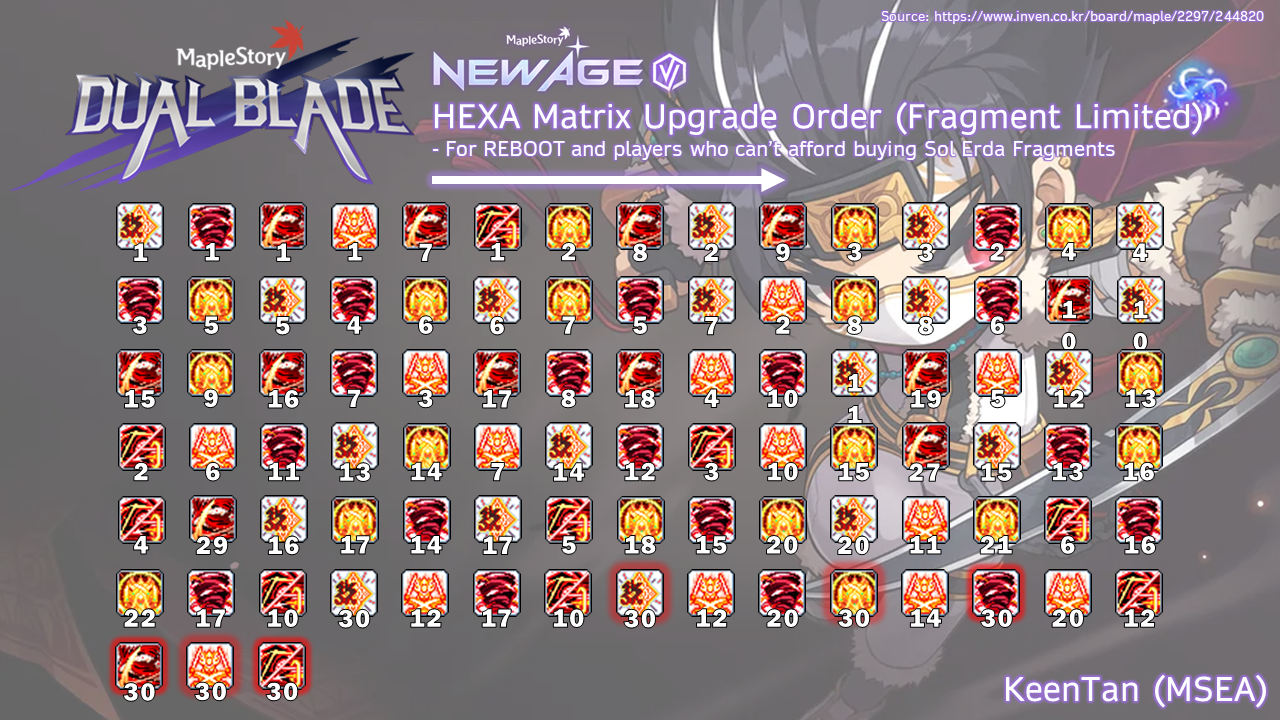 Source: https://www.inven.co.kr/board/maple/2297/244820
MapleStory
DUAL BLADE
MapleStory
NEW AGE
HEXA Matrix Upgrade Order (Fragment Limited)
- For REBOOT and players who can't afford buying Sol Erda Fragments
1 1 1 1 7 1 2 8 2 9 3 3 2 4 4
3 5 5 4 6 6 7 5 7 2 8 8 6 10 10
15 9 16 7 3 17 8 18 4 10 11 19 5 12 13
2 6 11 13 14 7 14 12 3 10 15 27 15 13 16
4 29 16 17 14 17 5 18 15 20 20 11 21 6 16
22 17 10 30 12 17 10 30 12 20 30 14 30 20 12
30 30 30
KeenTan (MSEA)